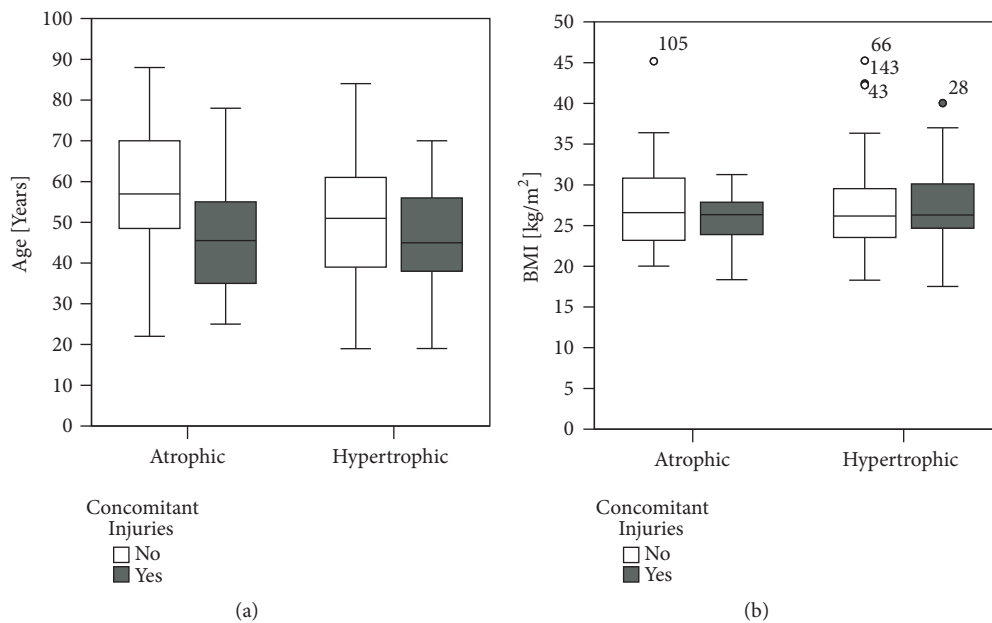 100
90
80
70
60
50
40
30
20
10
0
Age [Years]
Atrophic
Hypertrophic
Concomitant
Injuries
No
Yes
(a)
50
45
40
35
30
25
20
15
10
5
0
BMI [kg/m²]
105
66
143
43
28
Atrophic
Hypertrophic
Concomitant
Injuries
No
Yes
(b)